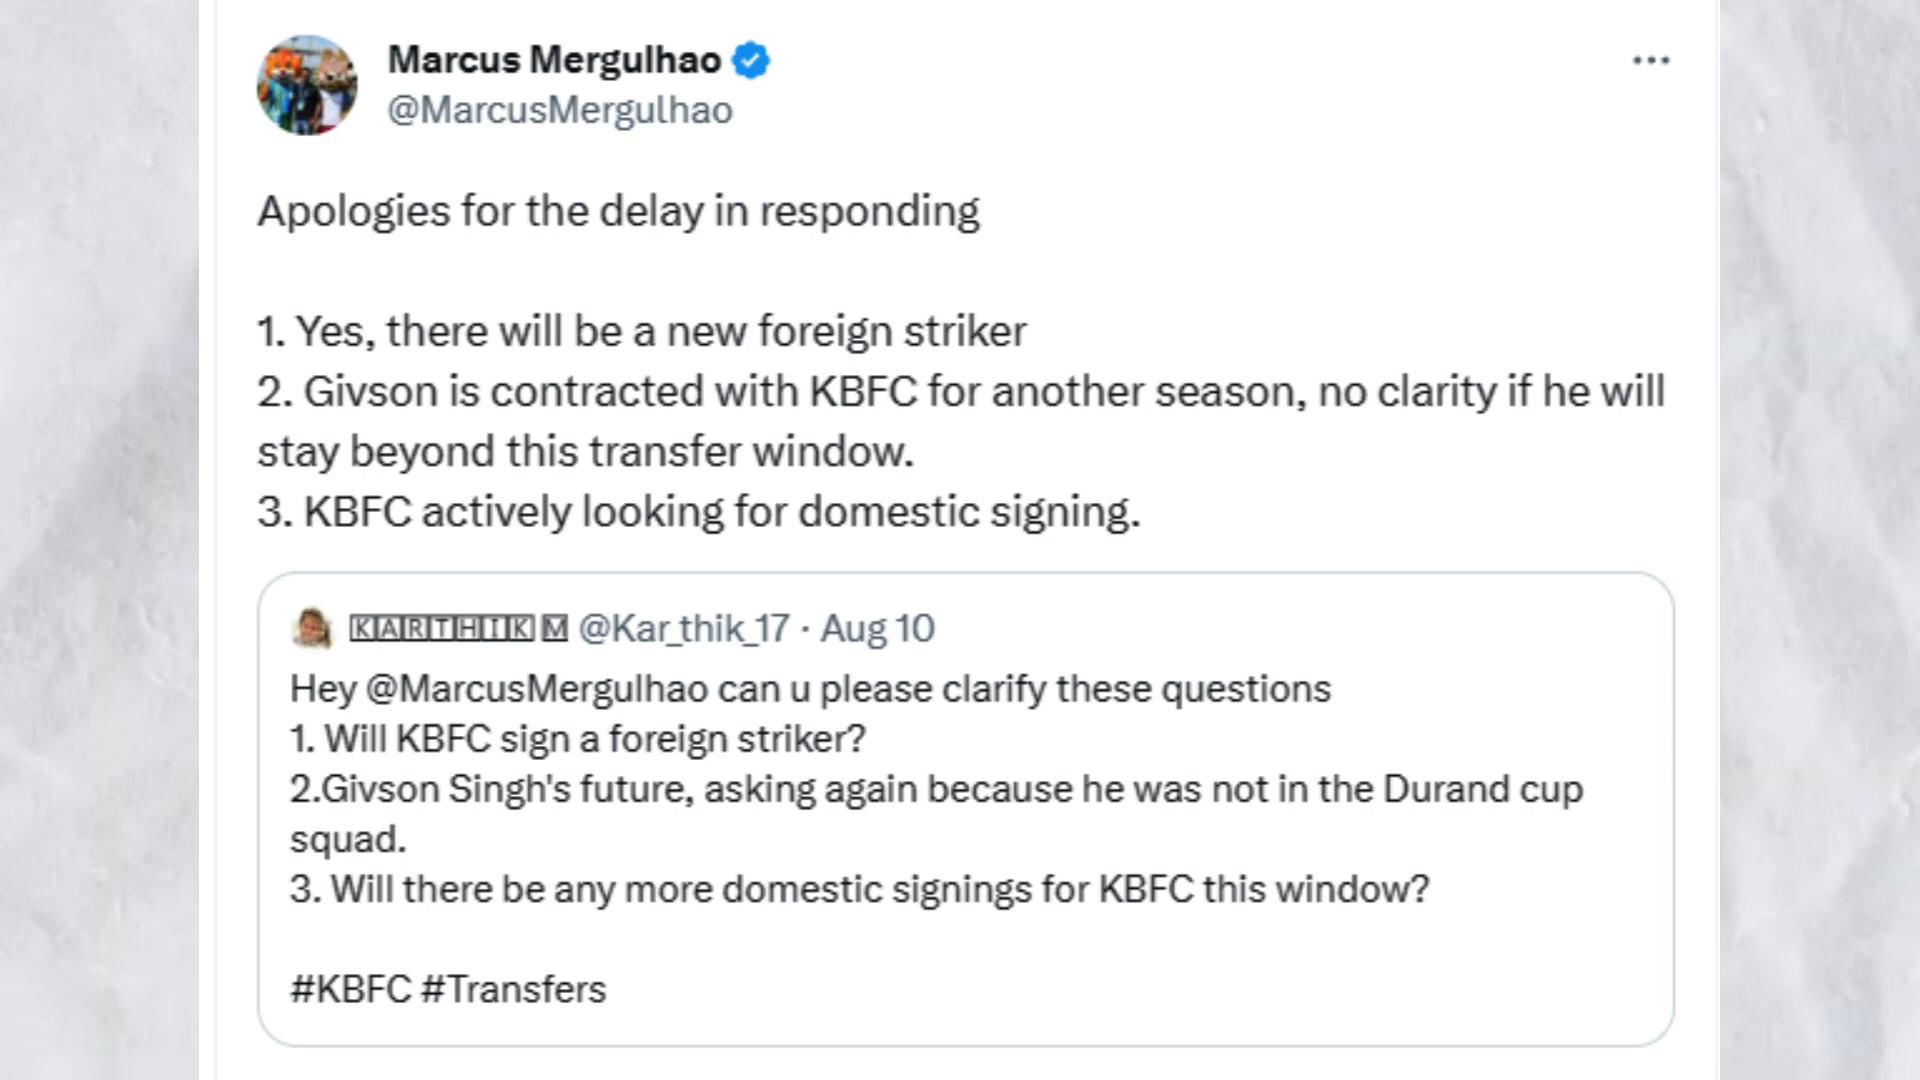 Marcus Mergulhao
@MarcusMergulhao
Apologies for the delay in responding
1. Yes, there will be a new foreign striker
2. Givson is contracted with KBFC for another season, no clarity if he will
stay beyond this transfer window.
3. KBFC actively looking for domestic signing.
🄺🄰🅁🅃🄷🄸🄺 🄼 @Kar_thik_17 · Aug 10
Hey @MarcusMergulhao can u please clarify these questions
1. Will KBFC sign a foreign striker?
2.Givson Singh's future, asking again because he was not in the Durand cup
squad.
3. Will there be any more domestic signings for KBFC this window?
#KBFC #Transfers